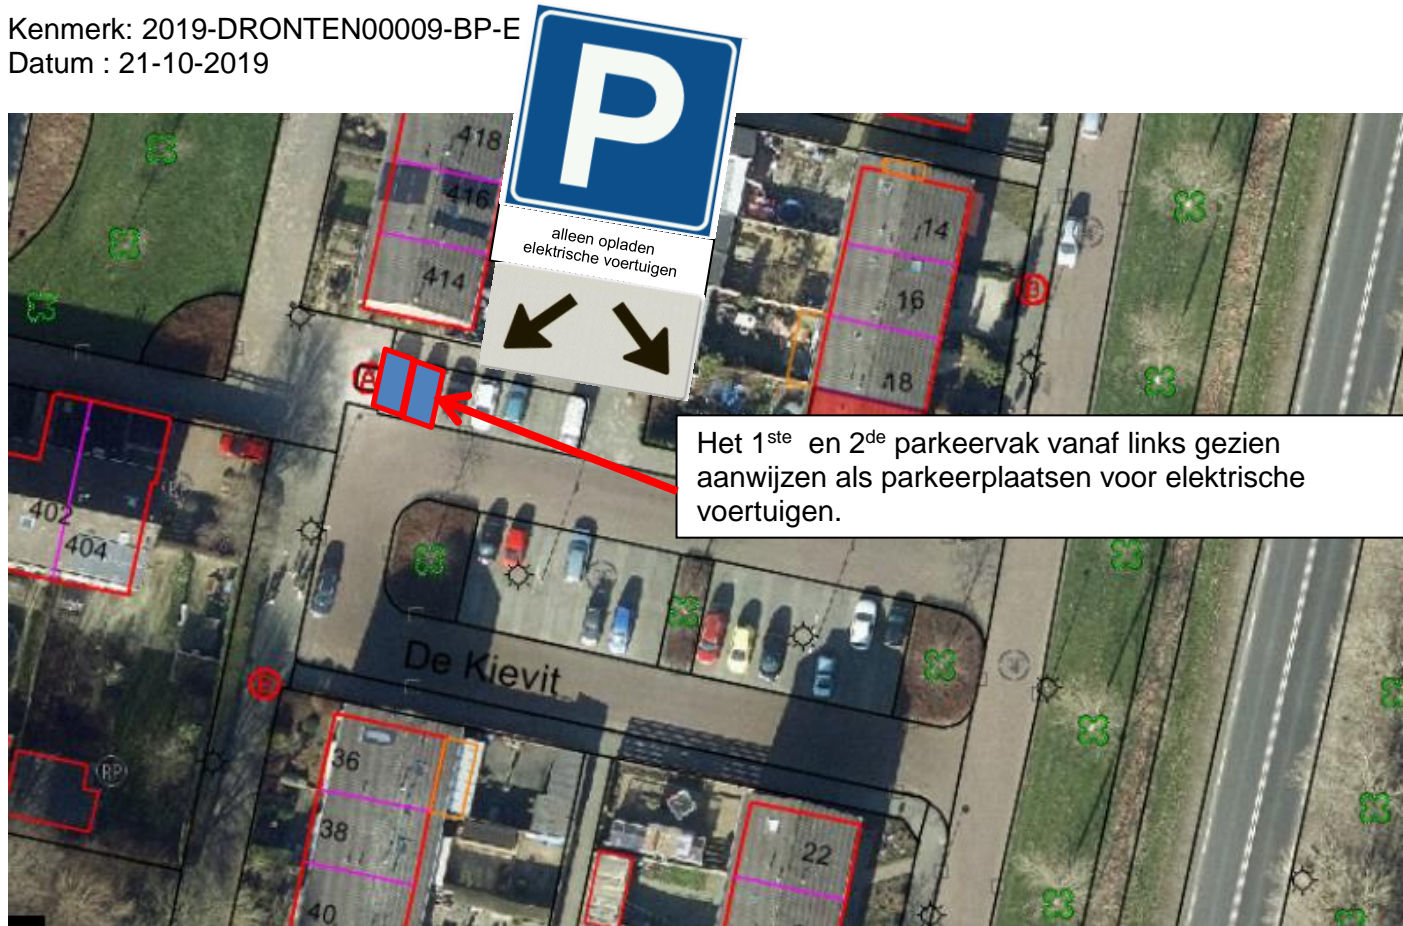 Kenmerk: 2019-DRONTEN00009-BP-E
Datum : 21-10-2019
P
alleen opladen
elektrische voertuigen
418
416
414
14
16
18
Het 1ste en 2de parkeervak vanaf links gezien
aanwijzen als parkeerplaatsen voor elektrische
voertuigen.
402
404
De Kievit
36
RP
38
22
40